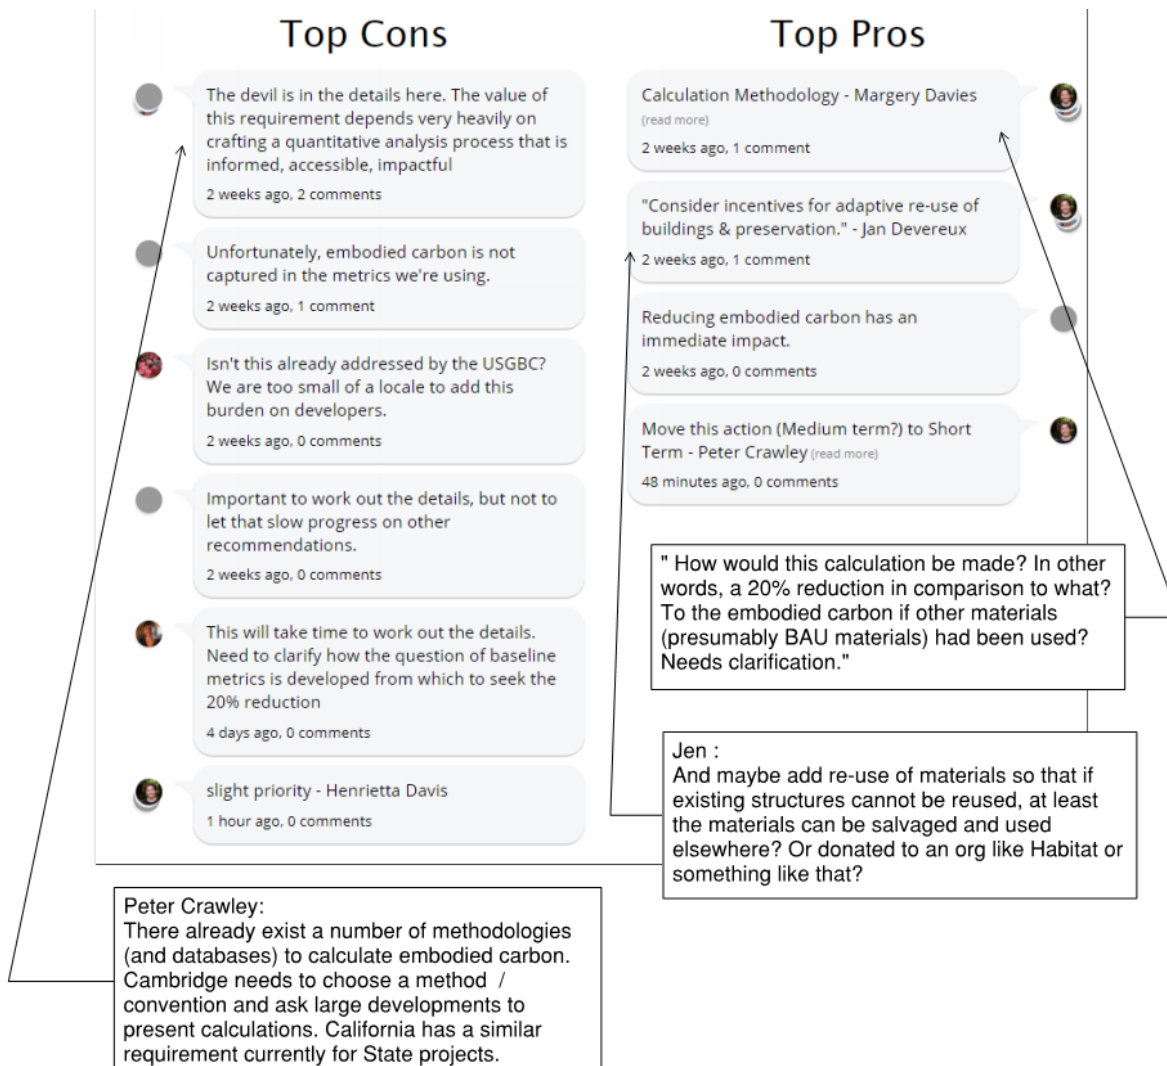 Top Cons
The devil is in the details here. The value of
this requirement depends very heavily on
crafting a quantitative analysis process that is
informed, accessible, impactful
2 weeks ago, 2 comments
Unfortunately, embodied carbon is not
captured in the metrics we're using.
2 weeks ago, 1 comment
Isn't this already addressed by the USGBC?
We are too small of a locale to add this
burden on developers.
2 weeks ago, 0 comments
Important to work out the details, but not to
let that slow progress on other
recommendations.
2 weeks ago, 0 comments
This will take time to work out the details.
Need to clarify how the question of baseline
metrics is developed from which to seek the
20% reduction
4 days ago, 0 comments
slight priority - Henrietta Davis
1 hour ago, 0 comments
Top Pros
Calculation Methodology - Margery Davies
(read more)
2 weeks ago, 1 comment
"Consider incentives for adaptive re-use of
buildings & preservation." - Jan Devereux
2 weeks ago, 1 comment
Reducing embodied carbon has an
immediate impact.
2 weeks ago, 0 comments
Move this action (Medium term?) to Short
Term - Peter Crawley (read more)
48 minutes ago, 0 comments
" How would this calculation be made? In other
words, a 20% reduction in comparison to what?
To the embodied carbon if other materials
(presumably BAU materials) had been used?
Needs clarification."
Jen :
And maybe add re-use of materials so that if
existing structures cannot be reused, at least
the materials can be salvaged and used
elsewhere? Or donated to an org like Habitat or
something like that?
Peter Crawley:
There already exist a number of methodologies
(and databases) to calculate embodied carbon.
Cambridge needs to choose a method /
convention and ask large developments to
present calculations. California has a similar
requirement currently for State projects.